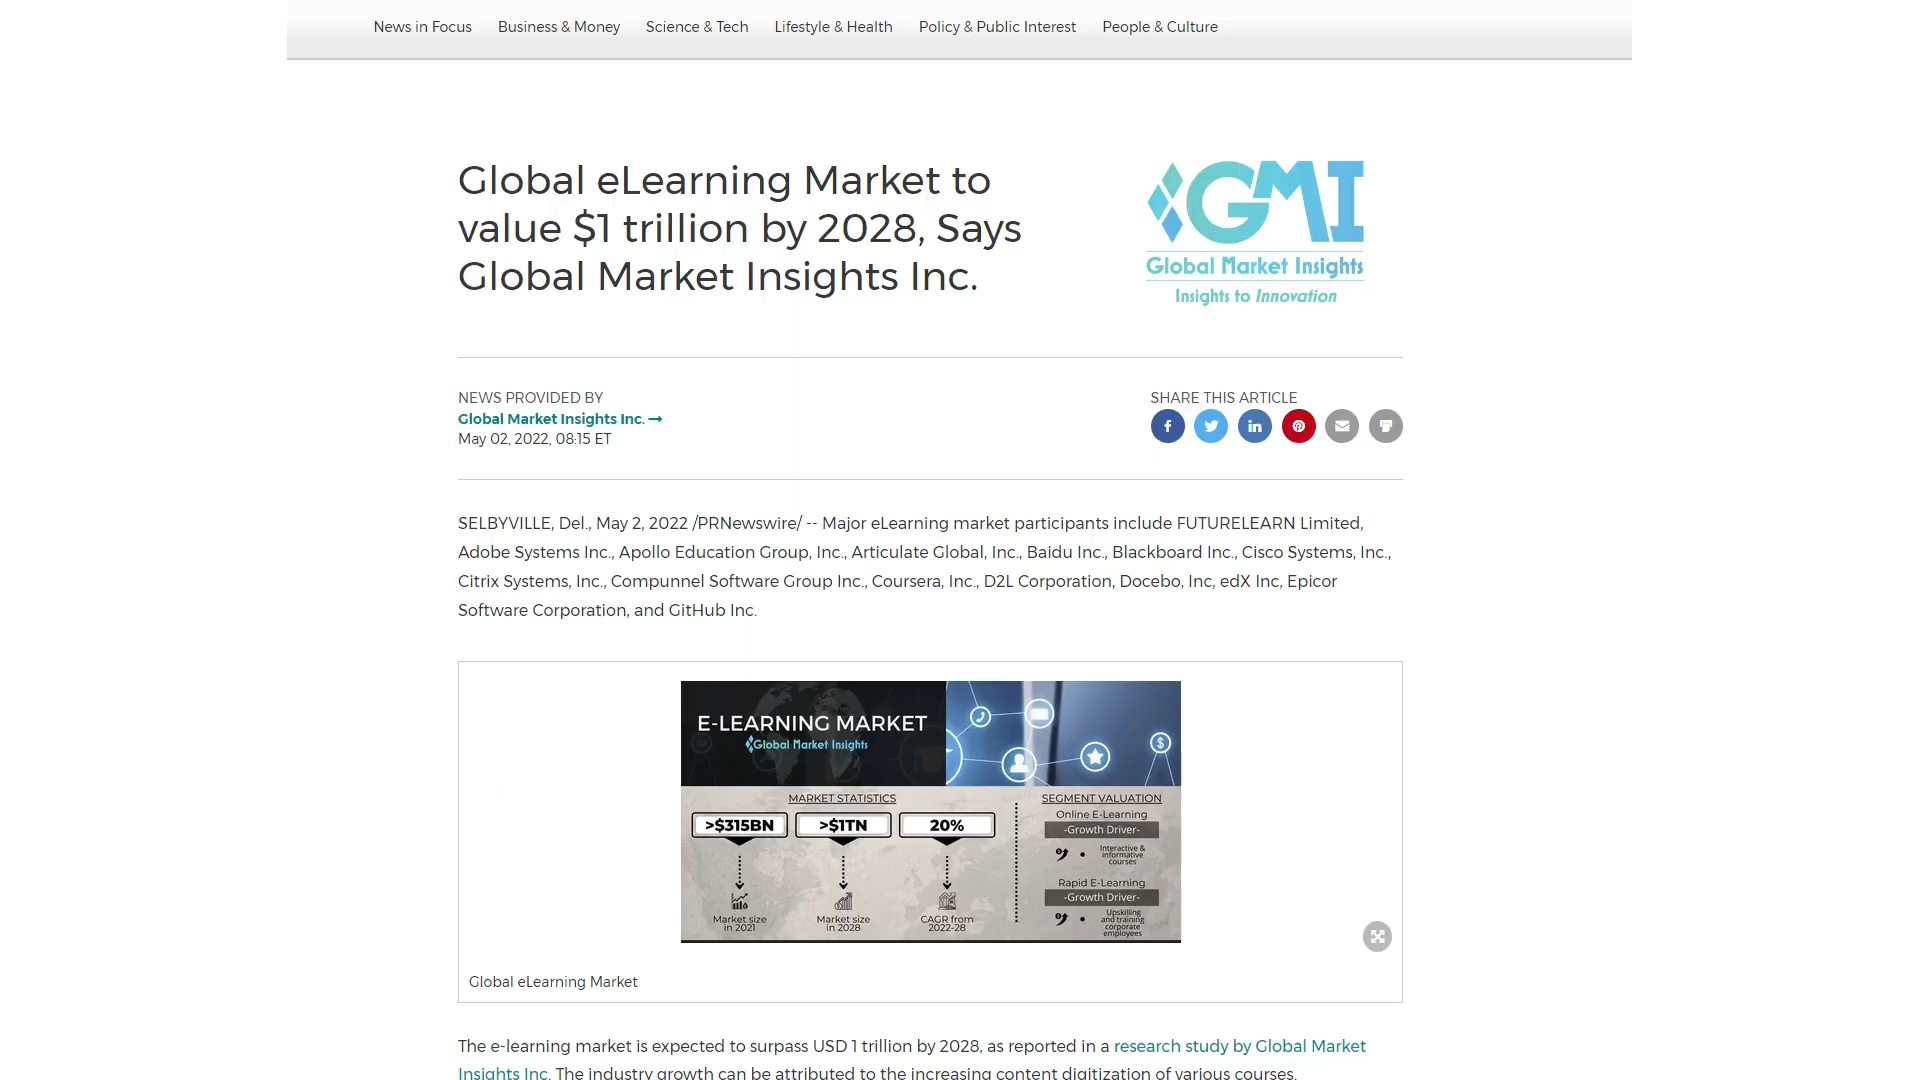 News in Focus Business & Money Science & Tech Lifestyle & Health Policy & Public Interest People & Culture
Global eLearning Market to
value $1 trillion by 2028, Says
Global Market Insights Inc.
GMI
Global Market Insights
Insights to Innovation
NEWS PROVIDED BY
Global Market Insights Inc. →
May 02, 2022, 08:15 ET
SHARE THIS ARTICLE
SELBYVILLE, Del., May 2, 2022 /PRNewswire/ -- Major eLearning market participants include FUTURELEARN Limited,
Adobe Systems Inc., Apollo Education Group, Inc., Articulate Global, Inc., Baidu Inc., Blackboard Inc., Cisco Systems, Inc.,
Citrix Systems, Inc., Compunnel Software Group Inc., Coursera, Inc., D2L Corporation, Docebo, Inc, edX Inc, Epicor
Software Corporation, and GitHub Inc.
E-LEARNING MARKET
Global Market Insights
MARKET STATISTICS
>$315BN >$1TN 20%
Market size
in 2021
Market size
in 2028
CAGR from
2022-28
SEGMENT VALUATION
Online E-Learning
-Growth Driver-
Interactive &
informative
courses
Rapid E-Learning
-Growth Driver-
Upskilling
and training
corporate
employees
Global eLearning Market
The e-learning market is expected to surpass USD 1 trillion by 2028, as reported in a research study by Global Market
Insights Inc. The industry growth can be attributed to the increasing content digitization of various courses.